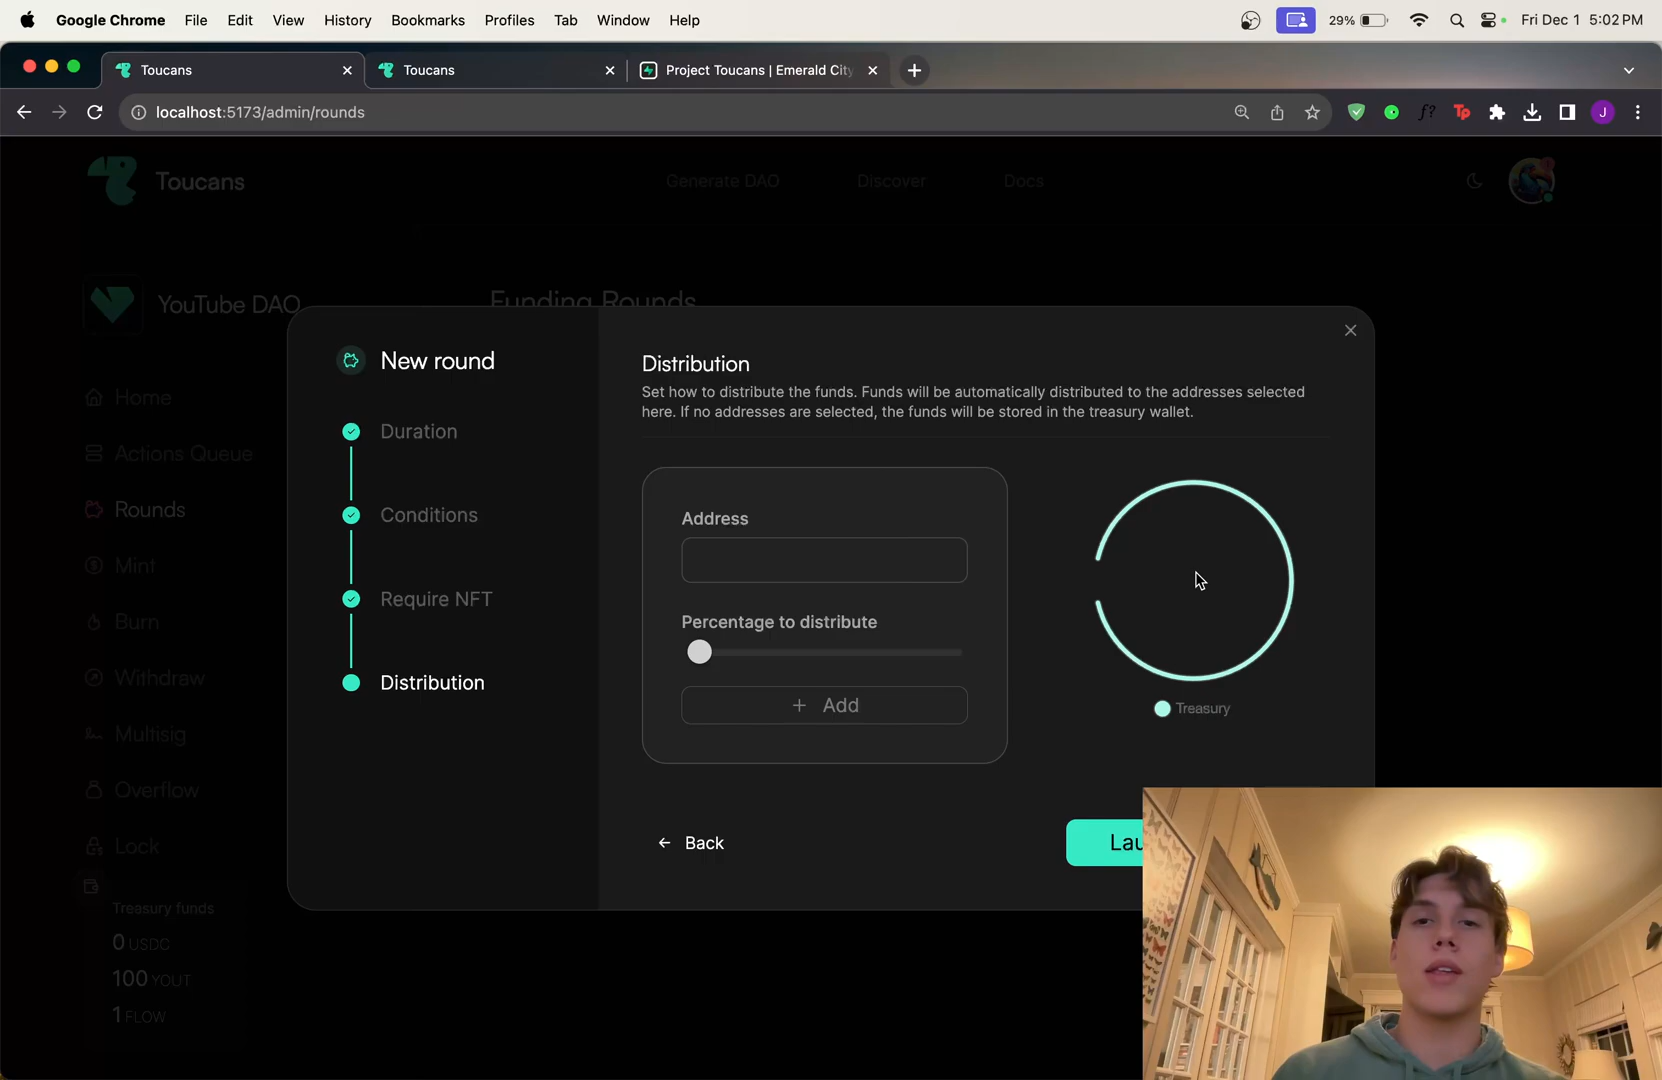 Google Chrome File Edit View History Bookmarks Profiles Tab Window Help 29% Fri Dec 1 5:02 PM
Toucans Toucans Project Toucans | Emerald City
localhost:5173/admin/rounds f? Tp J
Toucans Generate DAO Discover Docs
YouTube DAO
Funding Rounds
Home
Actions Queue
Rounds
Mint
Burn
Withdraw
Multisig
Overflow
Lock
Treasury funds
0 USDC
100 YOUT
1 FLOW
New round
Duration
Conditions
Require NFT
Distribution
Distribution
Set how to distribute the funds. Funds will be automatically distributed to the addresses selected
here. If no addresses are selected, the funds will be stored in the treasury wallet.
Address
Percentage to distribute
+ Add
Treasury
← Back
Lau